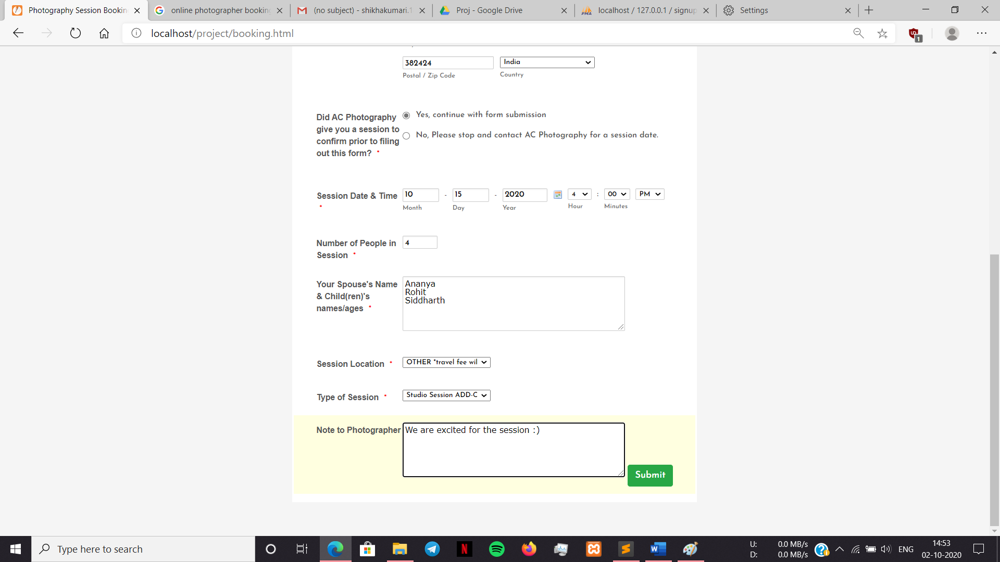 Photography Session Bookin
online photographer booking
(no subject) - shikhakumari.1
Proj - Google Drive
PMA
localhost / 127.0.0.1 / signup
Settings
localhost/project/booking.html
1
382424
India
Postal / Zip Code
Country
Did AC Photography
give you a session to
confirm prior to filing
out this form? *
Yes, continue with form submission
No, Please stop and contact AC Photography for a session date.
Session Date & Time
*
10 - 15 - 2020 4 : 00 PM
Month Day Year Hour Minutes
Number of People in
Session *
4
Your Spouse's Name
& Child(ren)'s
names/ages *
Ananya
Rohit
Siddharth
Session Location *
OTHER *travel fee wil
Type of Session *
Studio Session ADD-C
Note to Photographer
We are excited for the session :)
Submit
Type here to search
U: 0.0 MB/s
D: 0.0 MB/s
ENG
14:53
02-10-2020